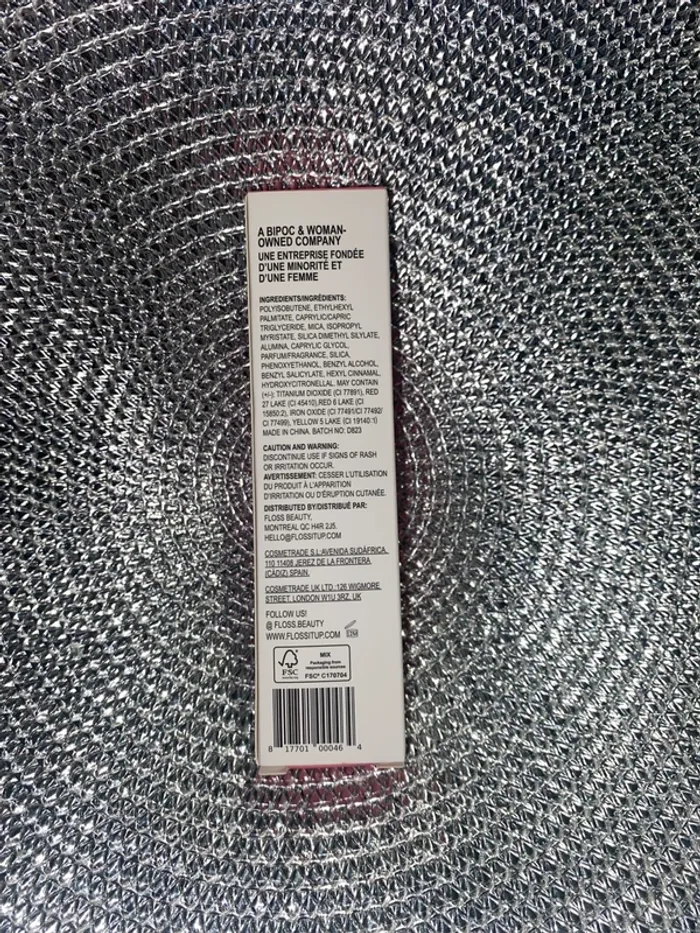 A BIPOC & WOMAN-
OWNED COMPANY
UNE ENTREPRISE FONDÉE
D'UNE MINORITÉ ET
D'UNE FEMME
INGREDIENTS/INGRÉDIENTS:
POLYISOBUTENE, ETHYLHEXYL
PALMITATE, CAPRYLIC/CAPRIC
TRIGLYCERIDE, MICA, ISOPROPYL
MYRISTATE, SILICA DIMETHYL SILYLATE,
ALUMINA, CAPRYLIC GLYCOL,
PARFUM/FRAGRANCE, SILICA,
PHENOXYETHANOL, BENZYL ALCOHOL,
BENZYL SALICYLATE, HEXYL CINNAMAL,
HYDROXYCITRONELLAL. MAY CONTAIN
(+/-): TITANIUM DIOXIDE (CI 77891), RED
27 LAKE (CI 45410),RED 6 LAKE (CI
15850:2), IRON OXIDE (CI 77491/CI 77492/
CI 77499), YELLOW 5 LAKE (CI 19140:1)
MADE IN CHINA. BATCH NO: D823
CAUTION AND WARNING:
DISCONTINUE USE IF SIGNS OF RASH
OR IRRITATION OCCUR.
AVERTISSEMENT: CESSER L'UTILISATION
DU PRODUIT À L'APPARITION
D'IRRITATION OU D'ÉRUPTION CUTANÉE.
DISTRIBUTED BY/DISTRIBUÉ PAR:
FLOSS BEAUTY,
MONTREAL QC H4R 2J5.
HELLO@FLOSSITUP.COM
COSMETRADE S.L:AVENIDA SUDÁFRICA,
110 11408 JEREZ DE LA FRONTERA
(CÁDIZ) SPAIN.
COSMETRADE UK LTD.:126 WIGMORE
STREET, LONDON W1U 3RZ, UK
FOLLOW US!
@ FLOSS.BEAUTY
WWW.FLOSSITUP.COM
MIX
Packaging from
responsible sources
FSC® C170704
FSC
8 17701 00046 4